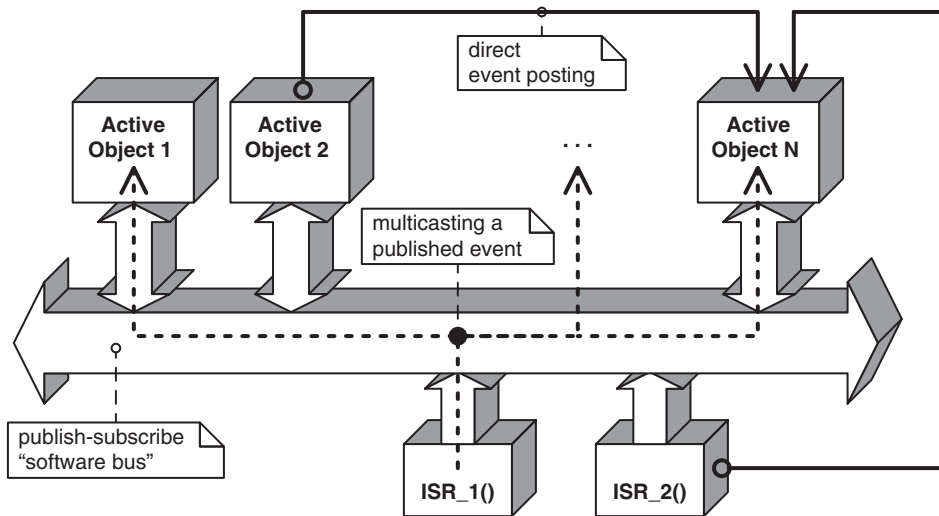 direct
event posting
Active
Object 1
Active
Object 2
. . .
Active
Object N
multicasting a
published event
publish-subscribe
“software bus”
ISR_1()
ISR_2()